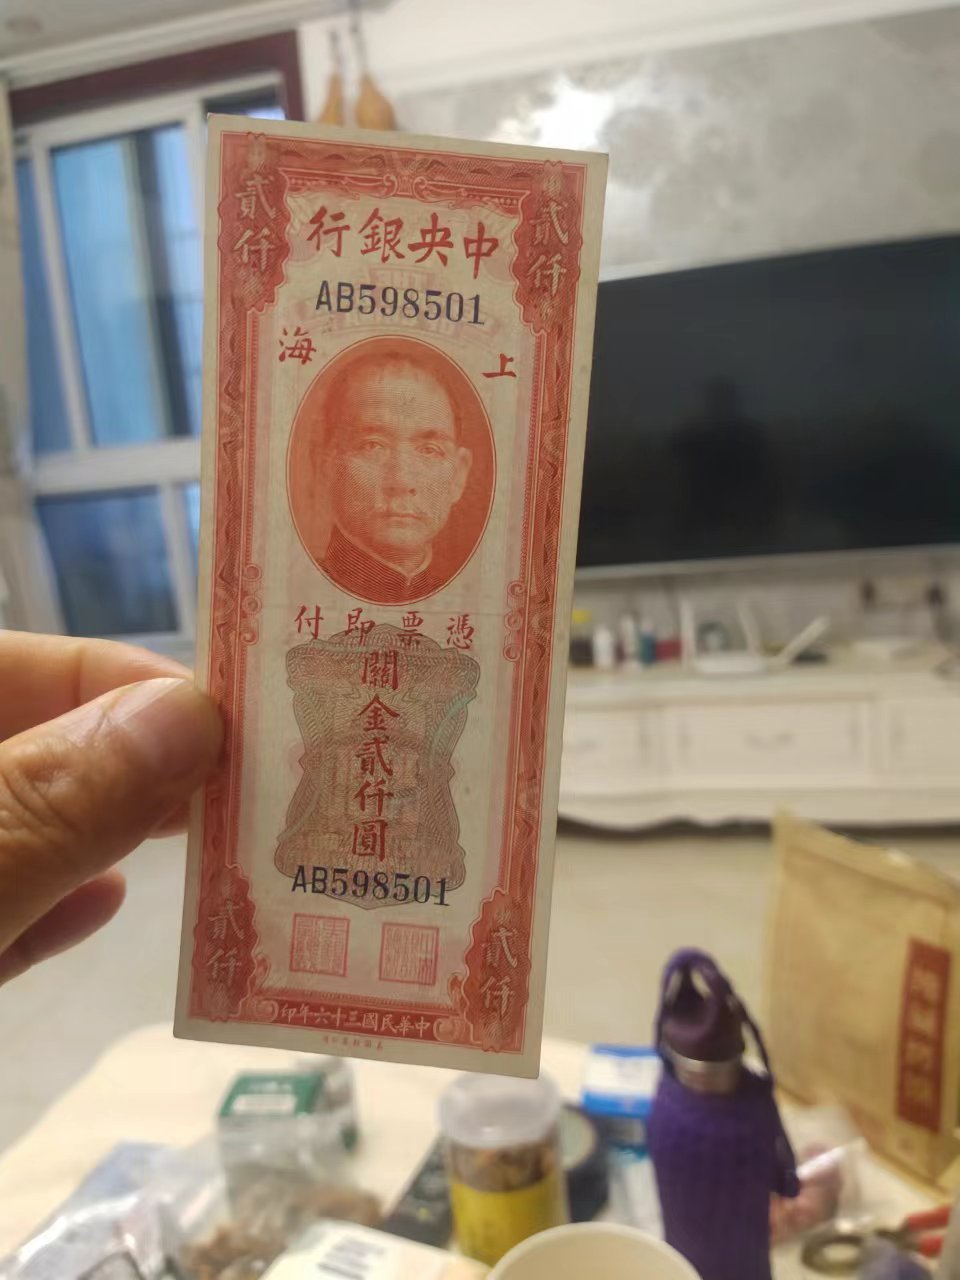 貳仟
貳仟
行銀央中
AB598501
海 上
付即票憑
關金貳仟圓
AB598501
貳仟
貳仟
印年六十三國民華中